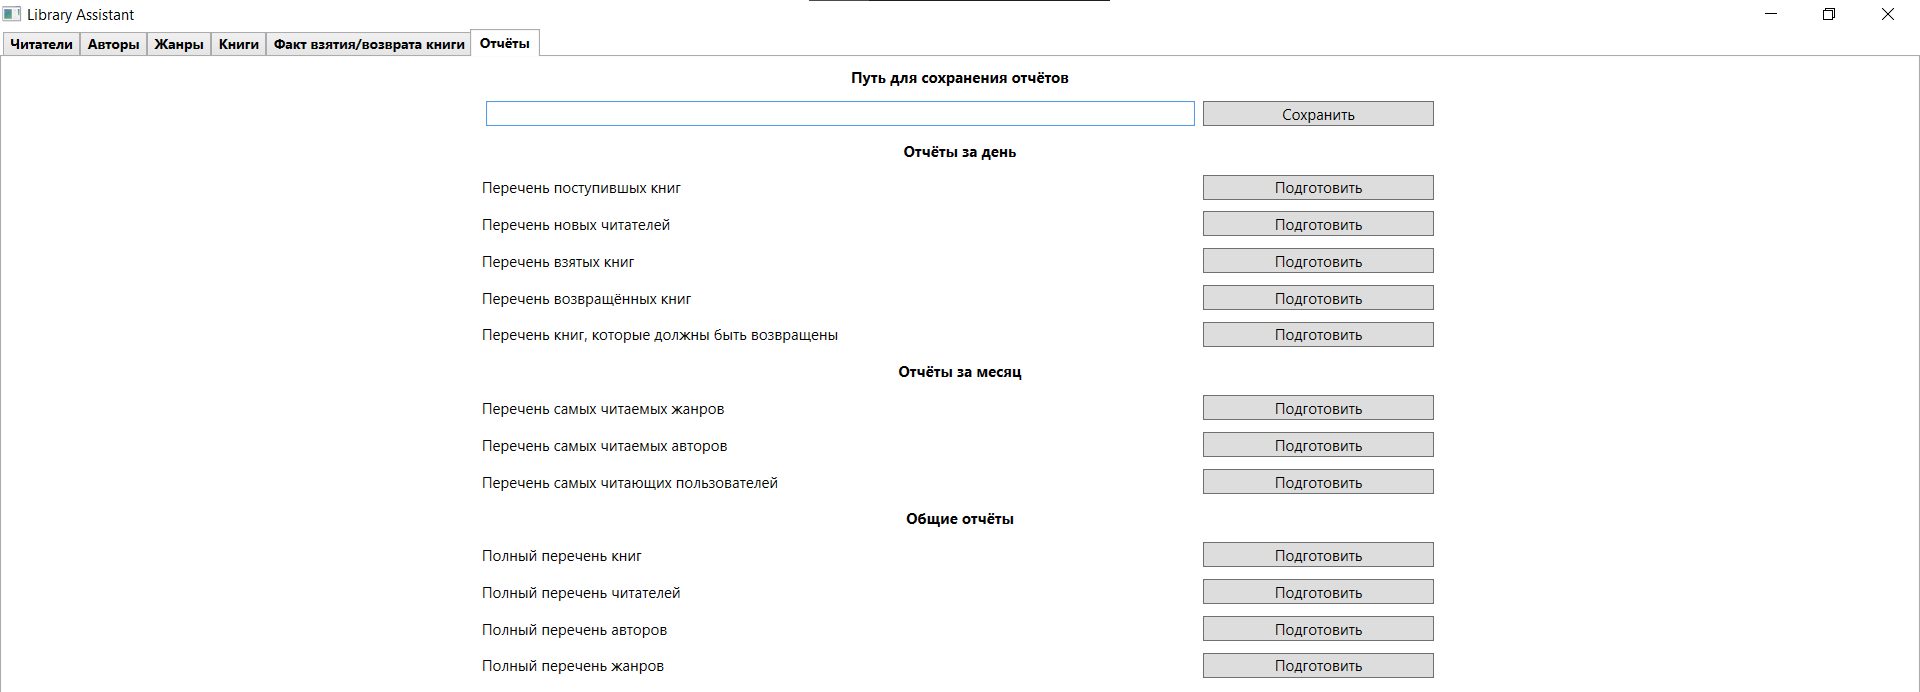 Library Assistant
Читатели Авторы Жанры Книги Факт взятия/возврата книги Отчёты
Путь для сохранения отчётов
Сохранить
Отчёты за день
Перечень поступившых книг Подготовить
Перечень новых читателей Подготовить
Перечень взятых книг Подготовить
Перечень возвращённых книг Подготовить
Перечень книг, которые должны быть возвращены Подготовить
Отчёты за месяц
Перечень самых читаемых жанров Подготовить
Перечень самых читаемых авторов Подготовить
Перечень самых читающих пользователей Подготовить
Общие отчёты
Полный перечень книг Подготовить
Полный перечень читателей Подготовить
Полный перечень авторов Подготовить
Полный перечень жанров Подготовить